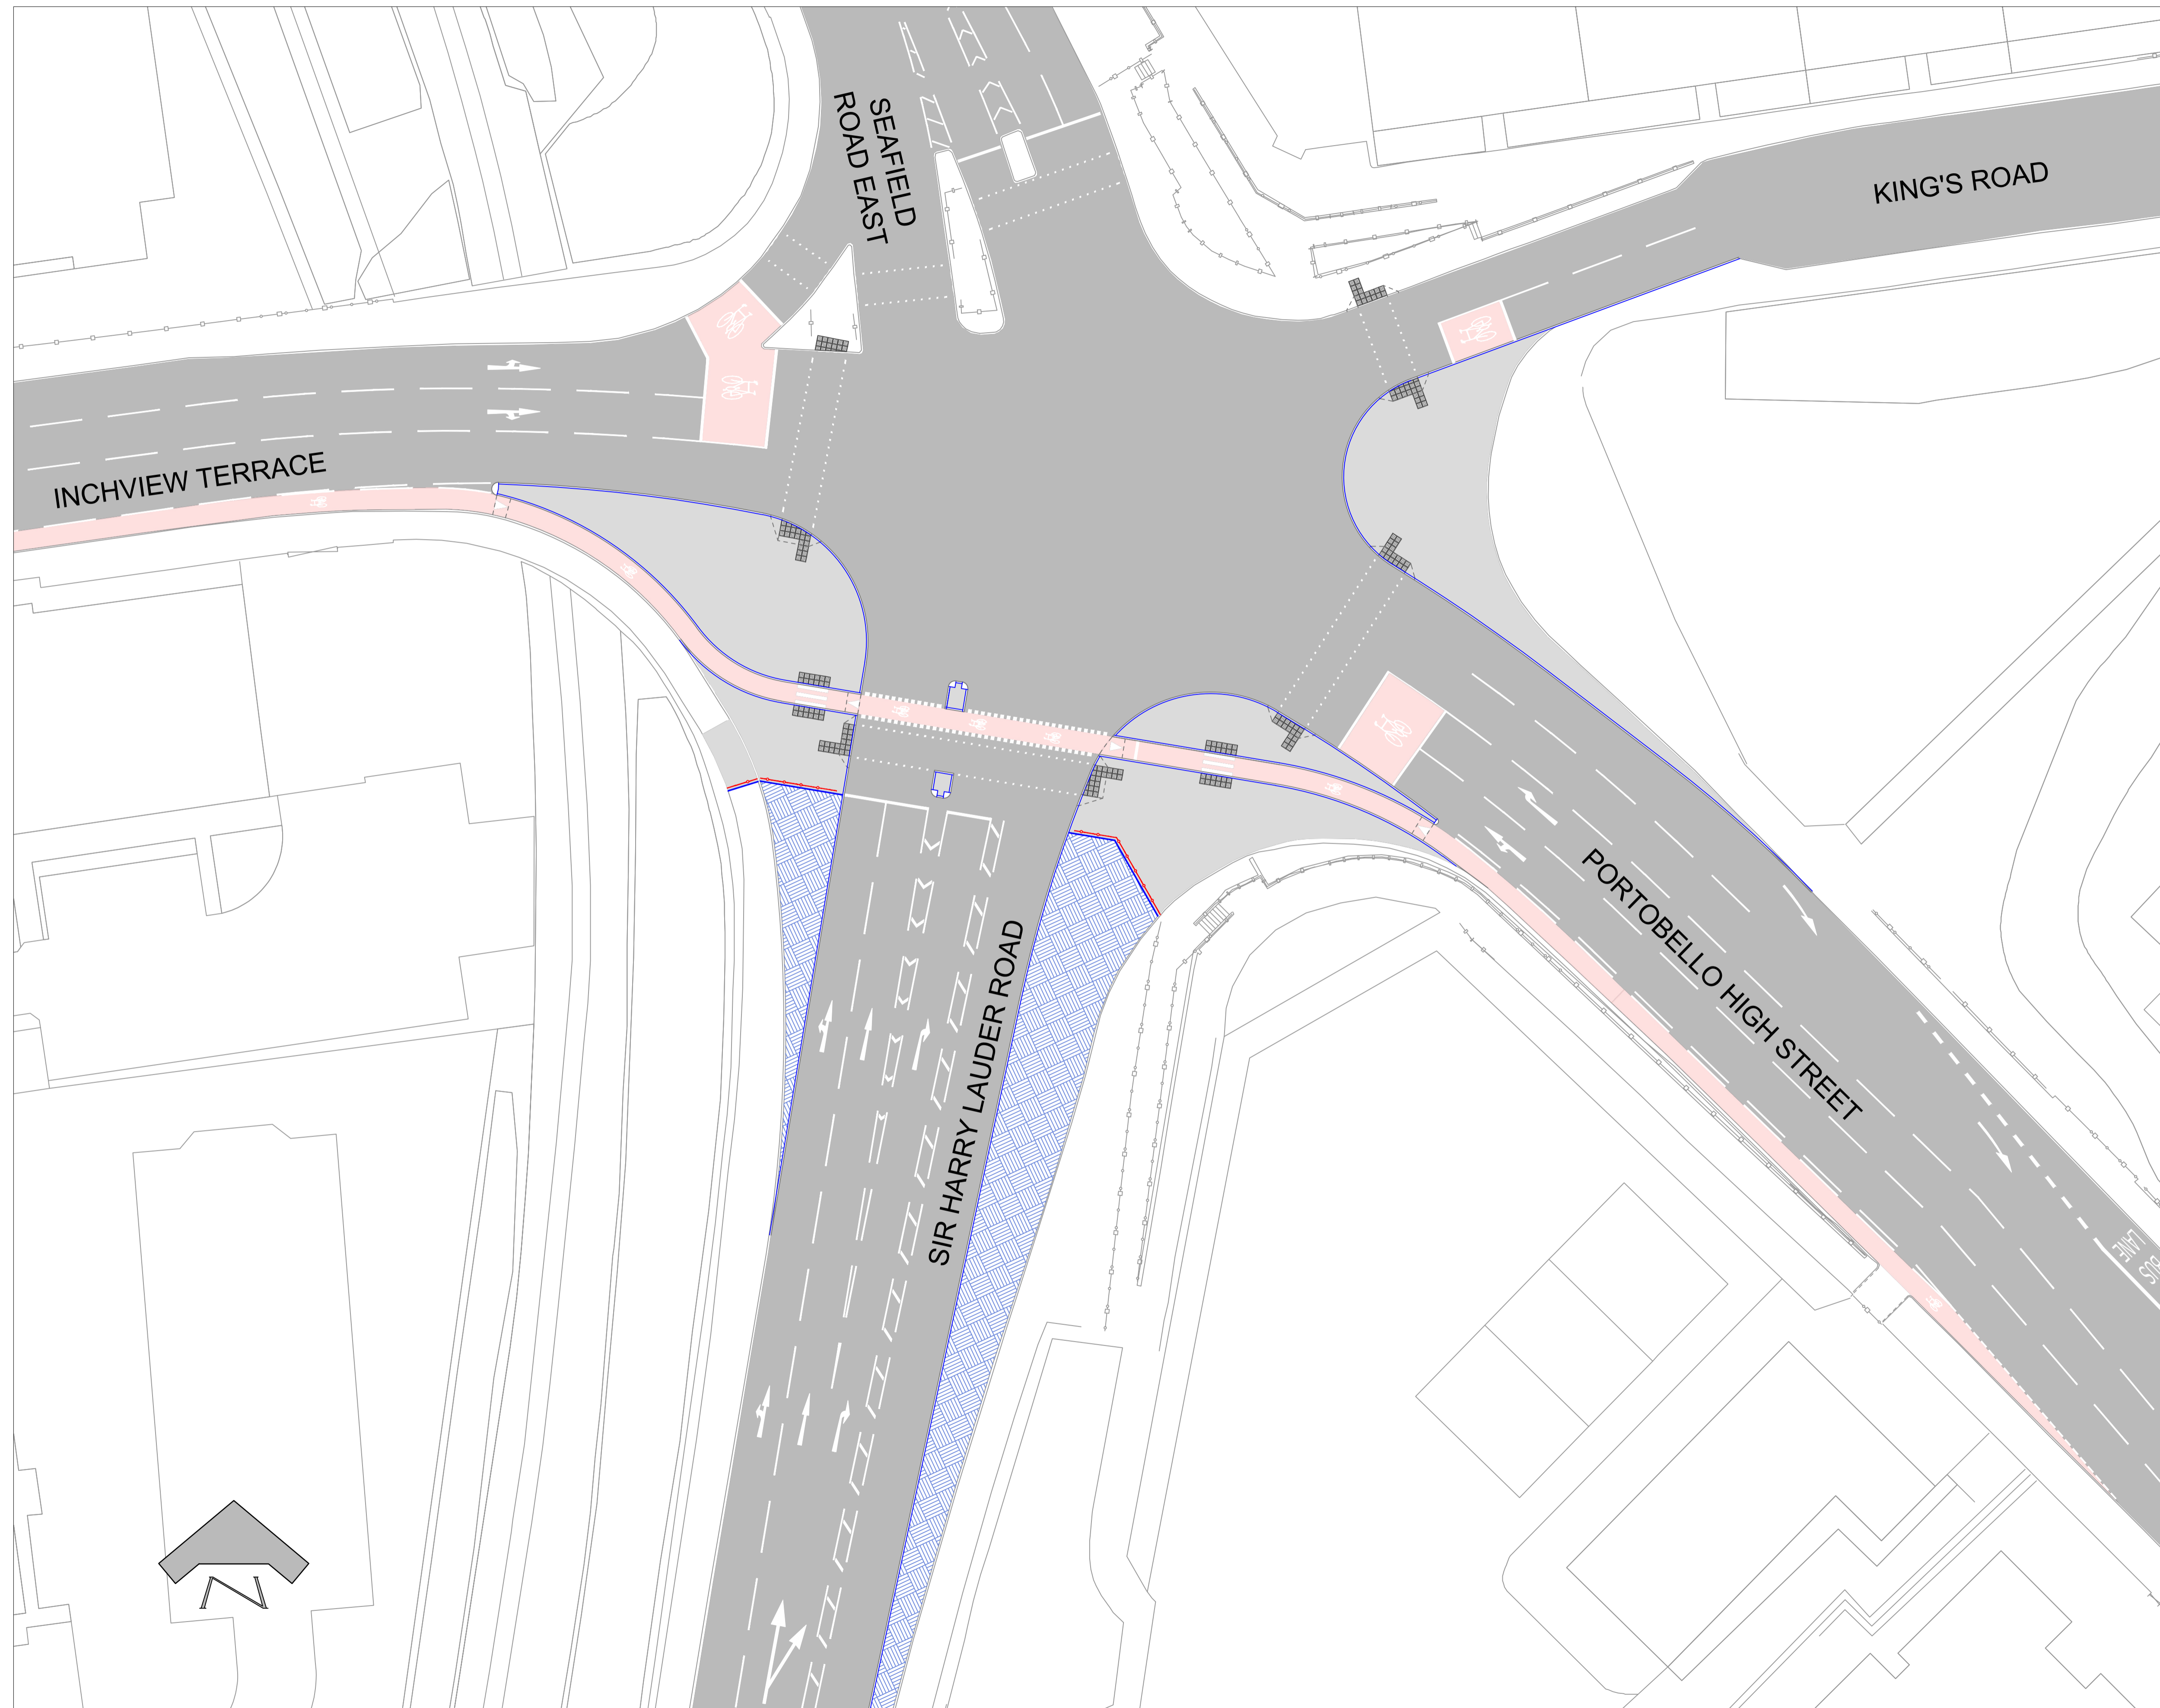 SEAFIELD
ROAD EAST
KING'S ROAD
INCHVIEW TERRACE
PORTOBELLO HIGH STREET
SIR HARRY LAUDER ROAD
BUS
LANE
N